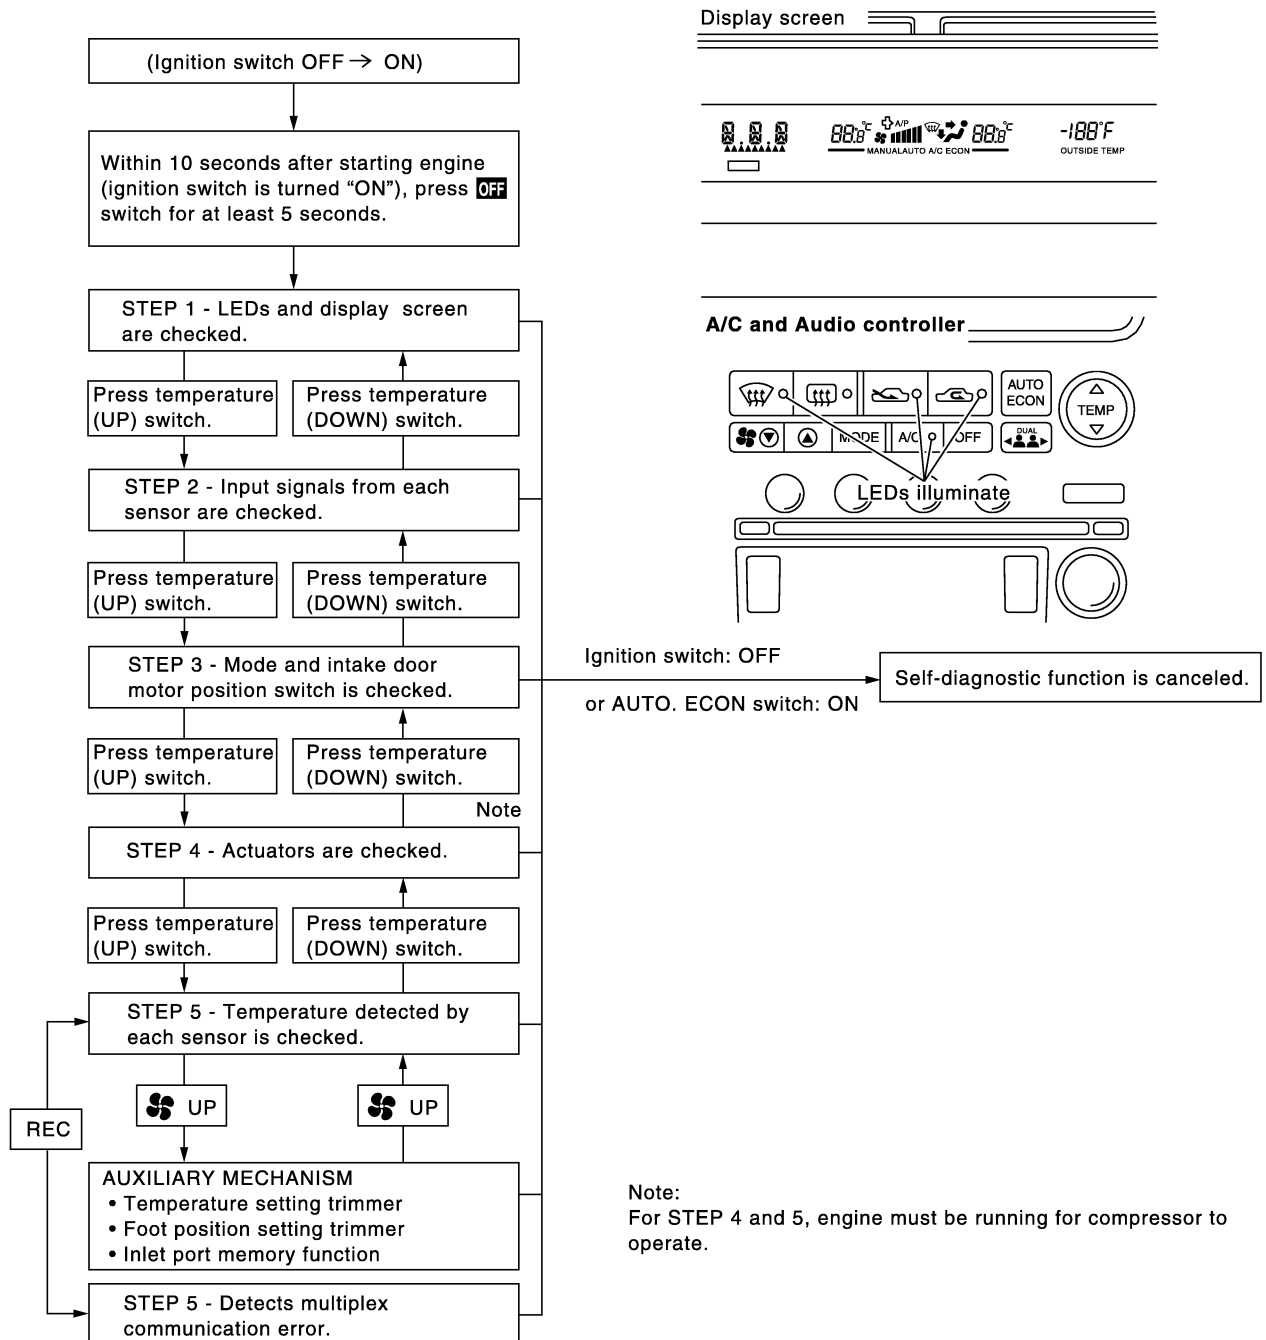 Display screen
(Ignition switch OFF → ON)
Within 10 seconds after starting engine
(ignition switch is turned “ON”), press OFF
switch for at least 5 seconds.
88.8°C
A/P
88.8°C
-188°F
MANUAL AUTO A/C ECON
OUTSIDE TEMP
STEP 1 - LEDs and display screen
are checked.
A/C and Audio controller
Press temperature
(UP) switch.
Press temperature
(DOWN) switch.
AUTO
ECON
TEMP
MODE
A/C
OFF
DUAL
LEDs illuminate
STEP 2 - Input signals from each
sensor are checked.
Press temperature
(UP) switch.
Press temperature
(DOWN) switch.
STEP 3 - Mode and intake door
motor position switch is checked.
Ignition switch: OFF
or AUTO. ECON switch: ON
Self-diagnostic function is canceled.
Press temperature
(UP) switch.
Press temperature
(DOWN) switch.
Note
STEP 4 - Actuators are checked.
Press temperature
(UP) switch.
Press temperature
(DOWN) switch.
STEP 5 - Temperature detected by
each sensor is checked.
UP
UP
REC
AUXILIARY MECHANISM
• Temperature setting trimmer
• Foot position setting trimmer
• Inlet port memory function
STEP 5 - Detects multiplex
communication error.
Note:
For STEP 4 and 5, engine must be running for compressor to
operate.